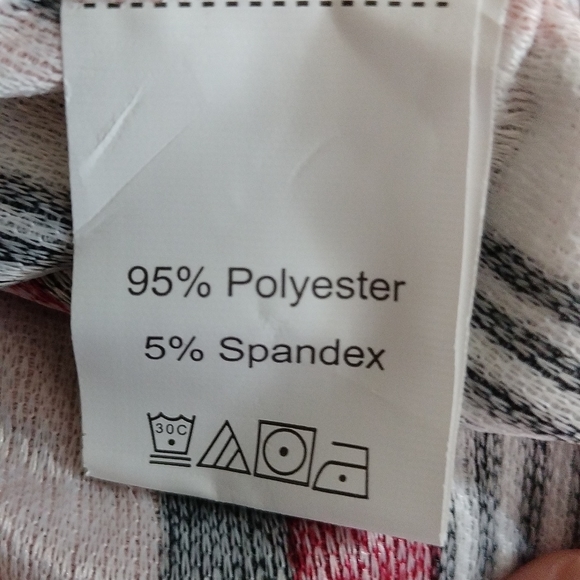 95% Polyester
5% Spandex
30C